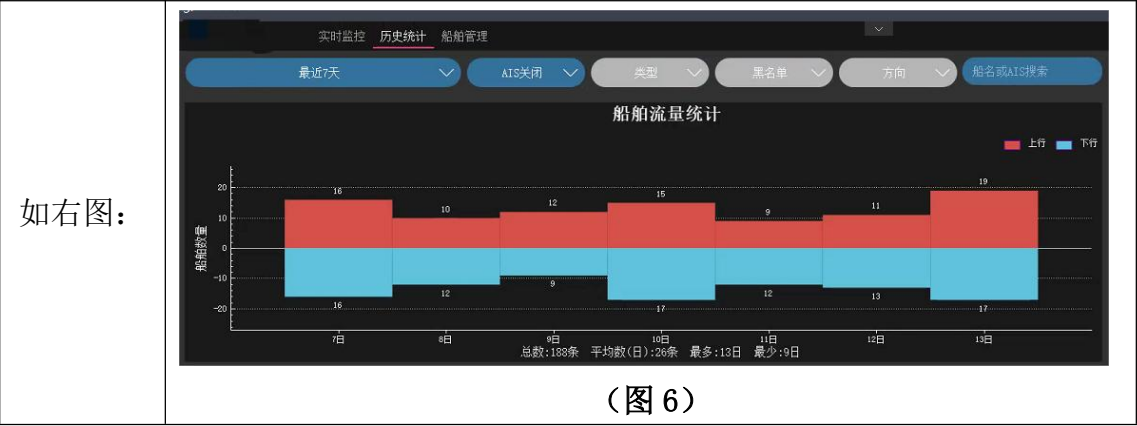 实时监控 历史统计 船舶管理
最近7天 AIS关闭 类型 黑名单 方向 船名或AIS搜索
船舶流量统计
上行 下行
如右图：
船舶数量
20
10
0
-10
-20
16 10 12 15 9 11 19
16 12 9 17 12 13 17
7日 8日 9日 10日 11日 12日 13日
总数:188条 平均数(日):26条 最多:13日 最少:9日
（图 6）